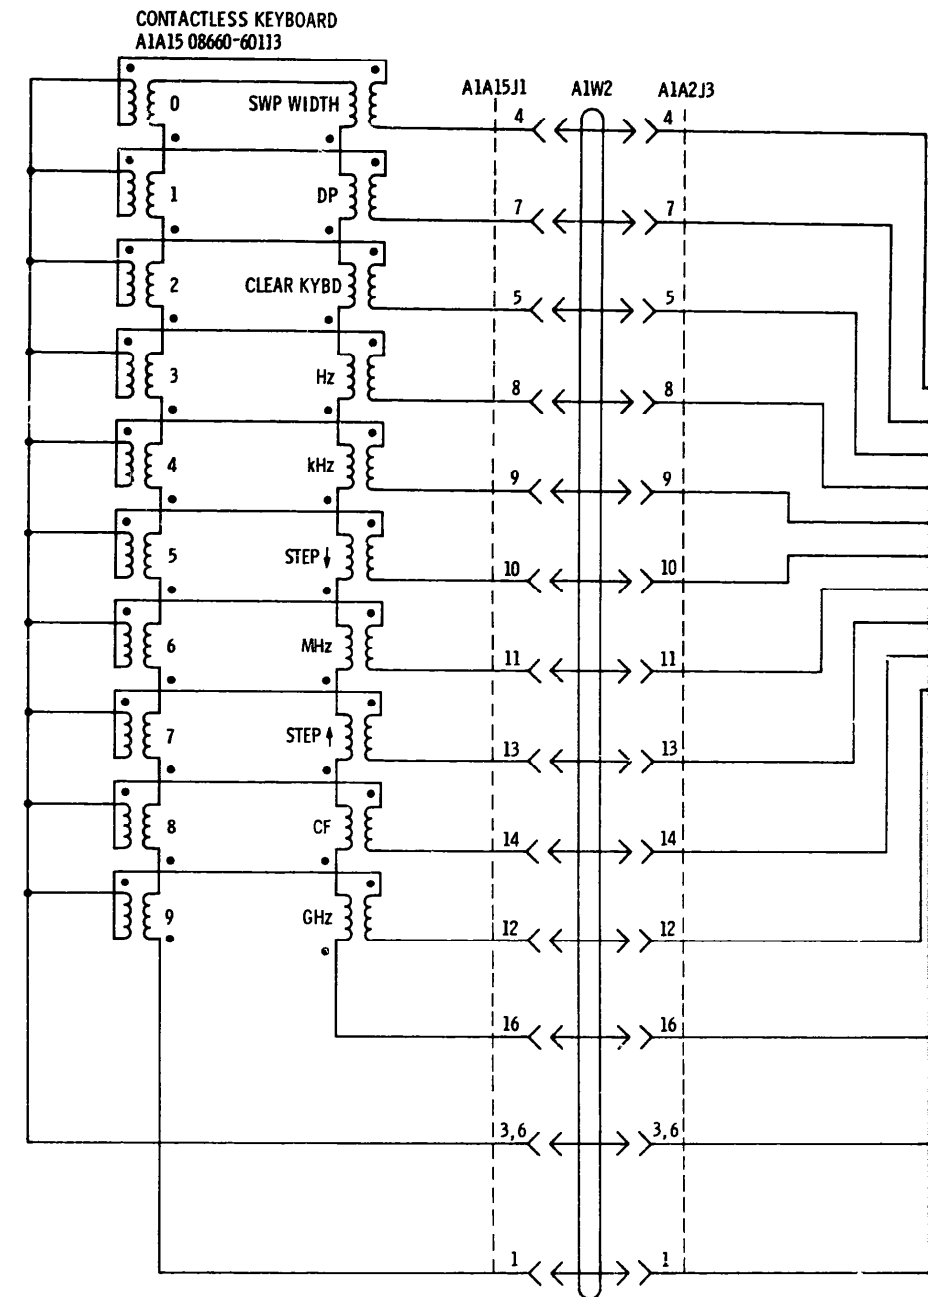 CONTACTLESS KEYBOARD
A1A15 08660-60113
A1A15J1 A1W2 A1A2J3
0 SWP WIDTH 4 4
1 DP 7 7
2 CLEAR KYBD 5 5
3 Hz 8 8
4 kHz 9 9
5 STEP ↓ 10 10
6 MHz 11 11
7 STEP ↑ 13 13
8 CF 14 14
9 GHz 12 12
16 16
3,6 3,6
1 1